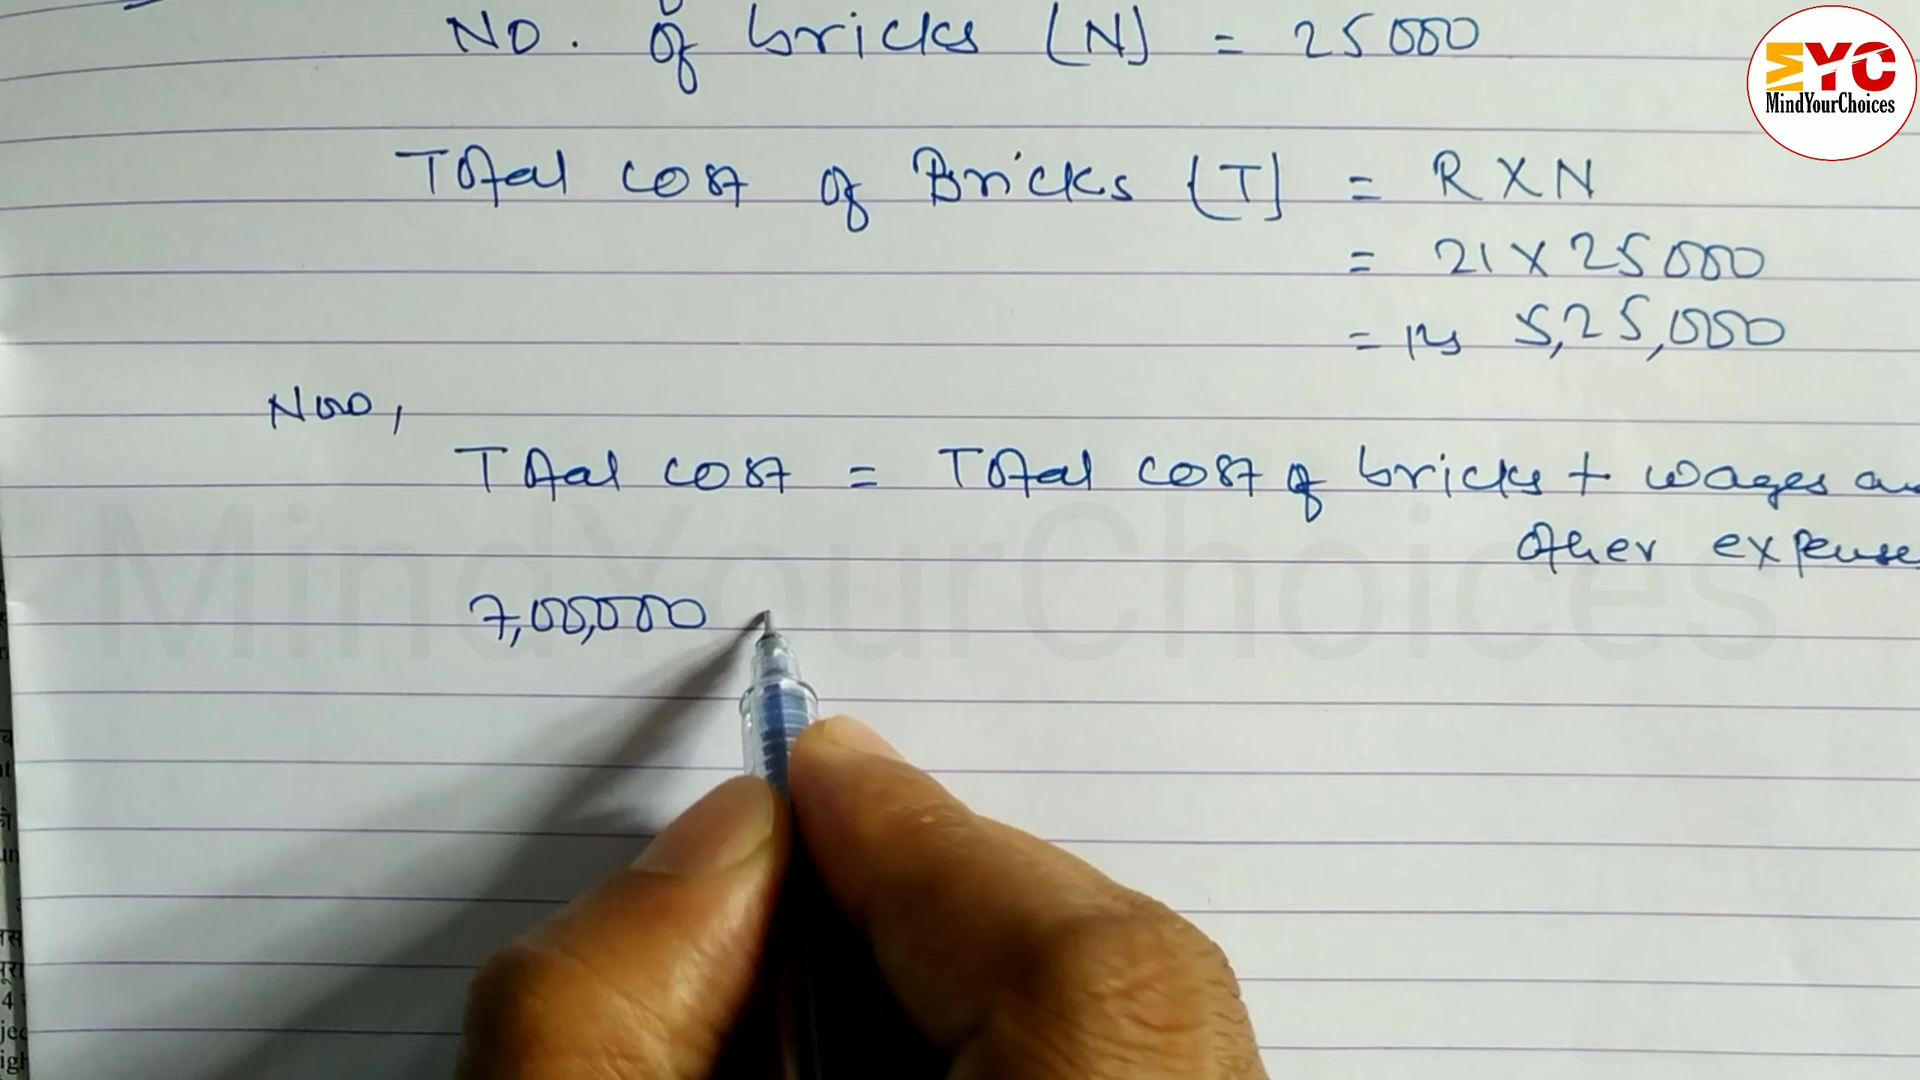 No. of bricks [N] = 25000
MYC
MindYourChoices
Total cost of Bricks [T] = R X N
= 21 X 25000
= Rs 5,25,000
Now,
Total cost = Total cost of bricks + wages
other expense
7,00,000
MindYourChoices